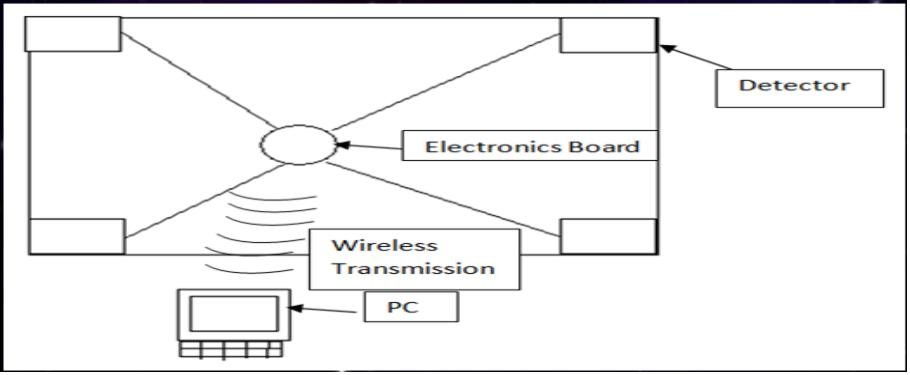 Detector
Electronics Board
Wireless
Transmission
PC